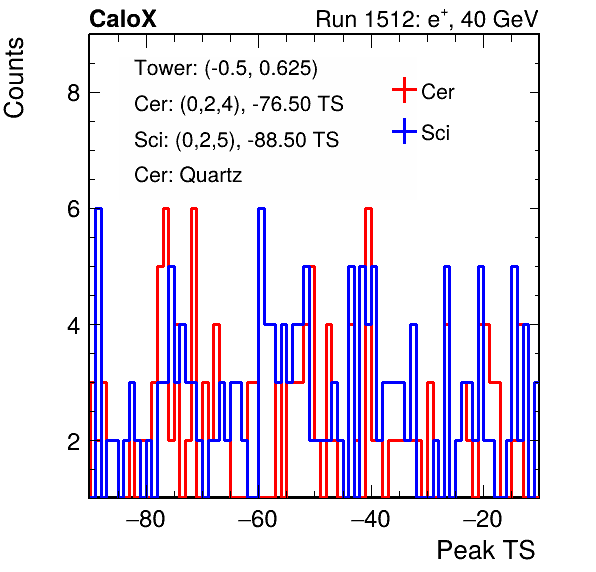 CaloX Run 1512: e⁺, 40 GeV
Counts
Tower: (-0.5, 0.625)
Cer: (0,2,4), -76.50 TS
Sci: (0,2,5), -88.50 TS
Cer: Quartz
Cer
Sci
8
6
4
2
−80 −60 −40 −20
Peak TS